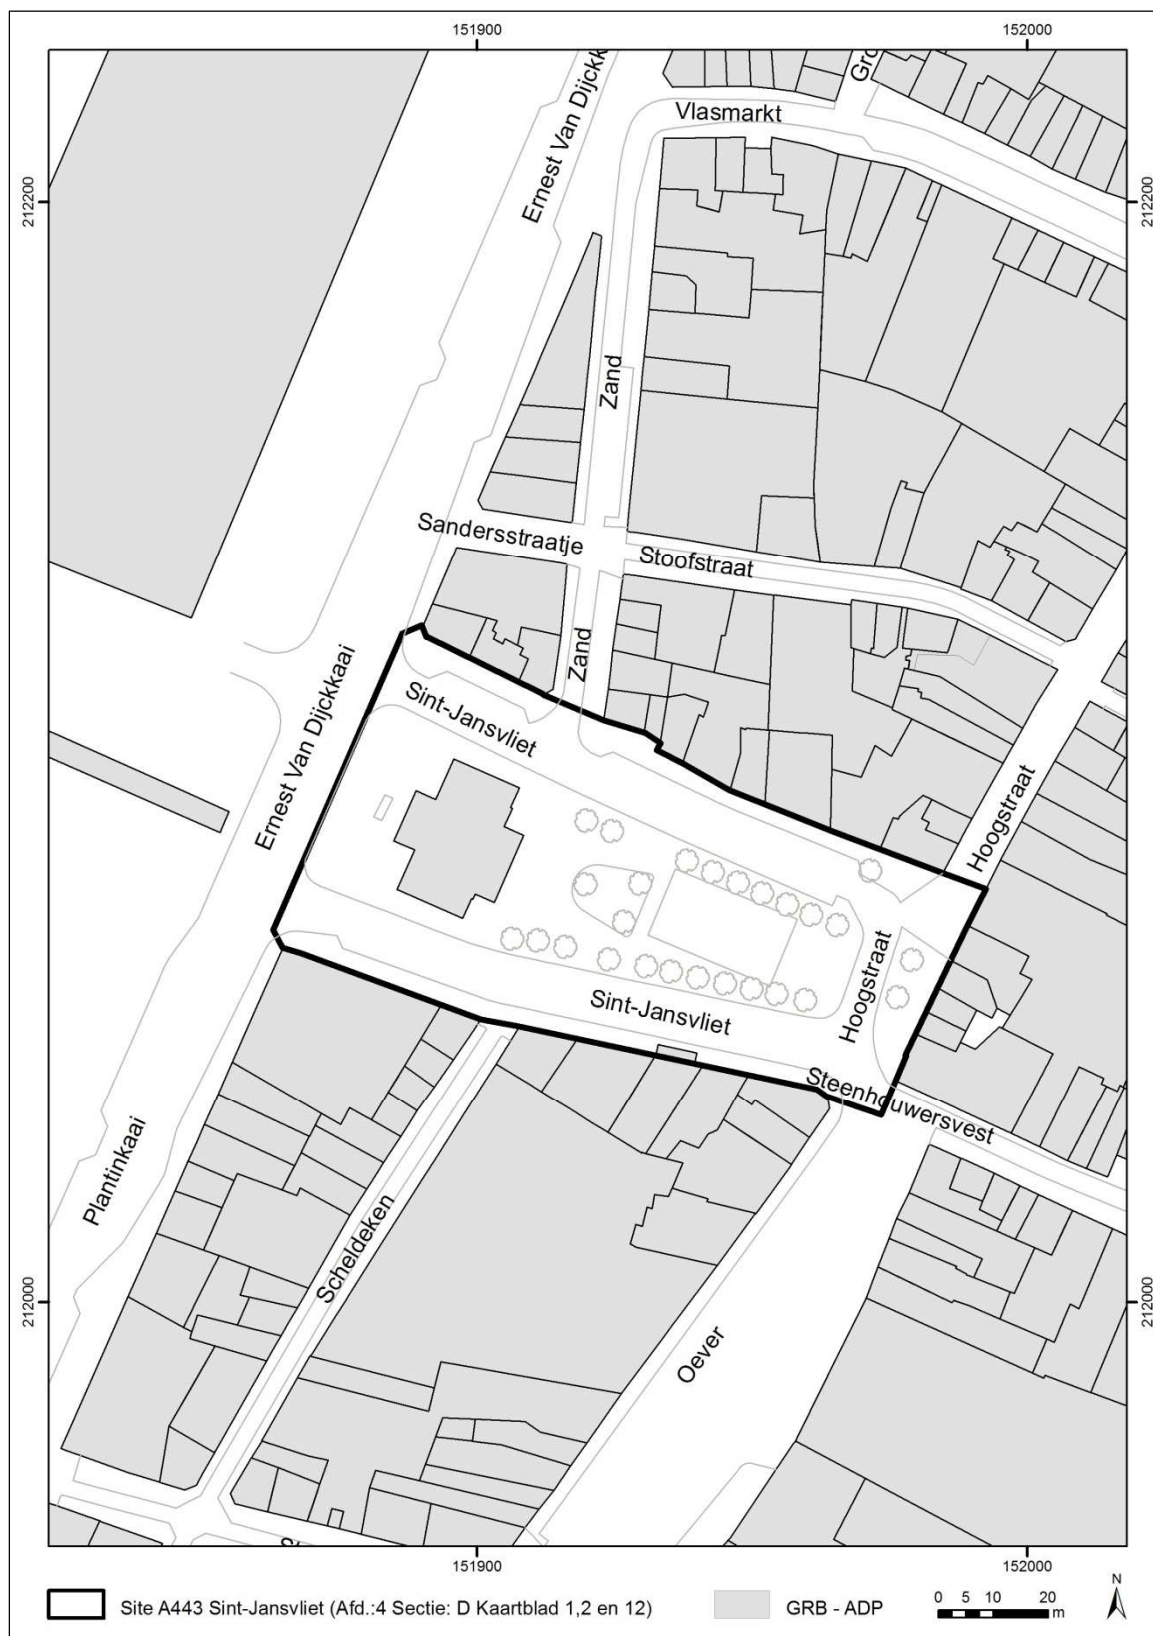 151900
152000
Ernest Van Dijckk
Gro
Vlasmarkt
212200
212200
Zand
Sandersstraatje
Stoofstraat
Zand
Sint-Jansvliet
Ernest Van Dijckkaai
Hoogstraat
Hoogstraat
Sint-Jansvliet
Steenhouwersvest
Plantinkaai
Scheldeken
Oever
212000
212000
151900
152000
Site A443 Sint-Jansvliet (Afd.:4 Sectie: D Kaartblad 1,2 en 12)
GRB - ADP
0 5 10 20
m
N